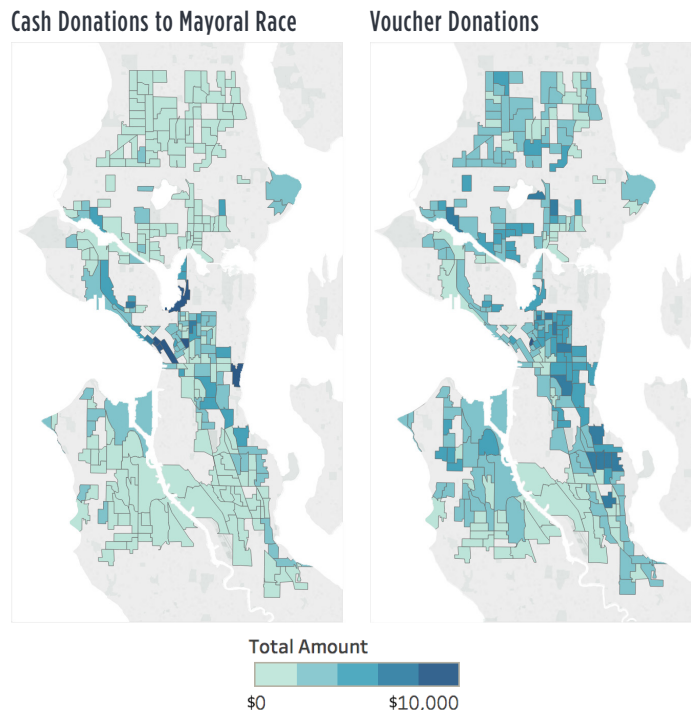 Cash Donations to Mayoral Race
Voucher Donations
Total Amount
$0
$10,000